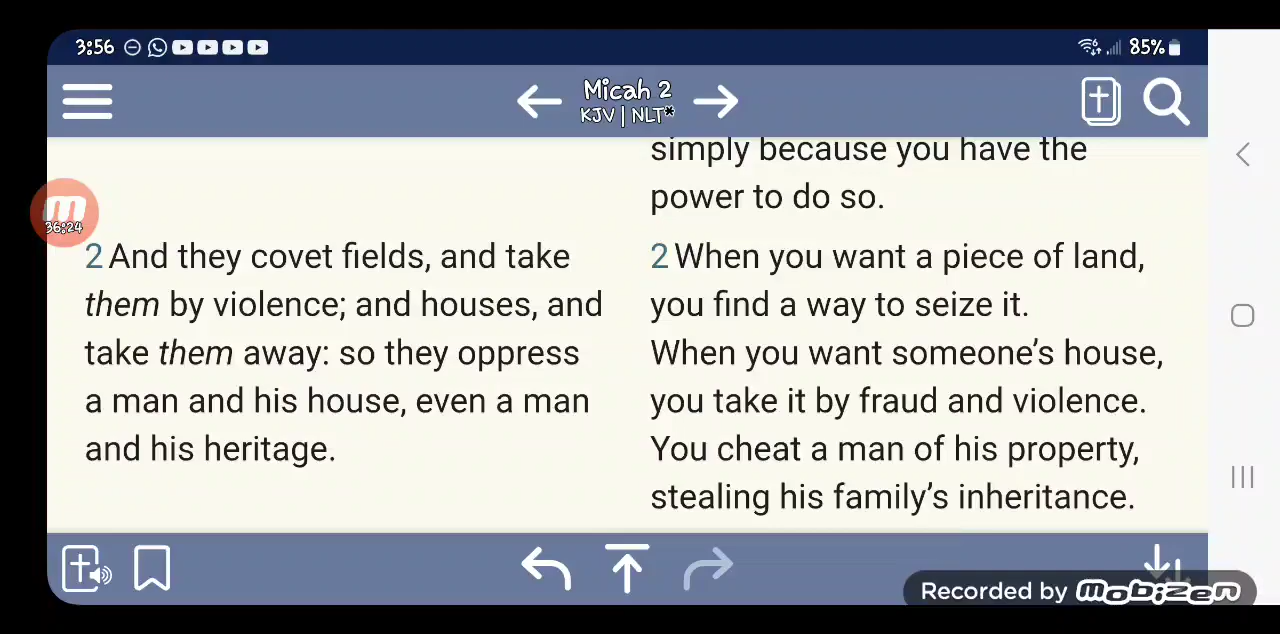 3:56
85%
Micah 2
KJV | NLT*
36:24
2 And they covet fields, and take
them by violence; and houses, and
take them away: so they oppress
a man and his house, even a man
and his heritage.
simply because you have the
power to do so.
2 When you want a piece of land,
you find a way to seize it.
When you want someone’s house,
you take it by fraud and violence.
You cheat a man of his property,
stealing his family’s inheritance.
Recorded by mobizen